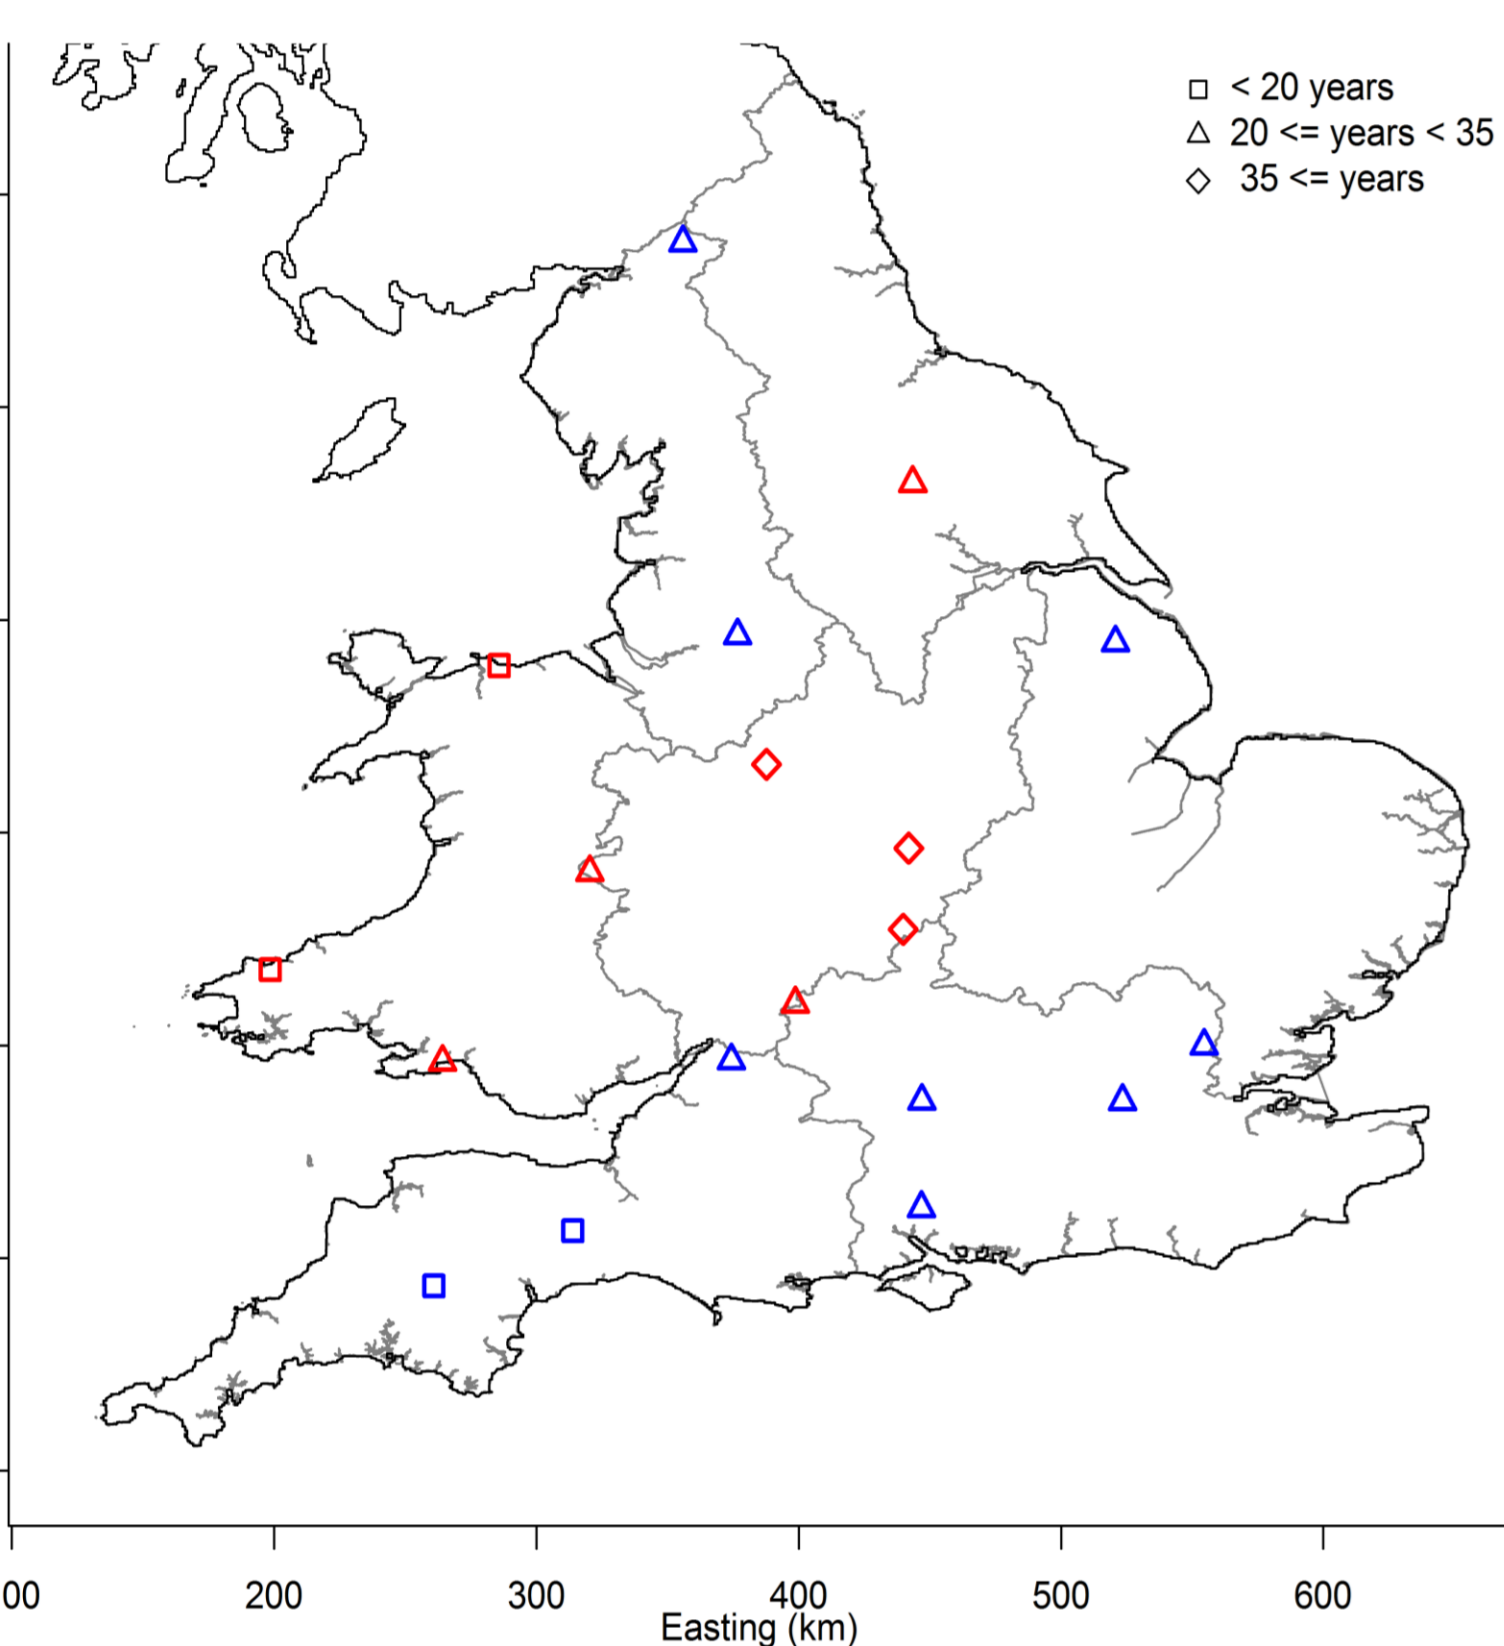 < 20 years
20 <= years < 35
35 <= years
00 200 300 400 500 600
Easting (km)